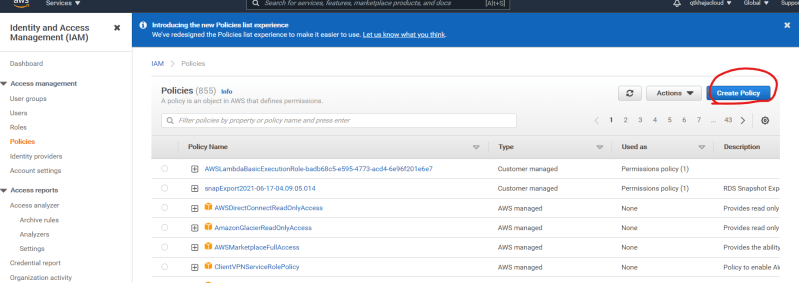 aws
Services ▼
Search for services, features, marketplace products, and docs
[Alt+S]
qtkhajacloud ▼
Global ▼
Suppor
Identity and Access
Management (IAM)
Dashboard
Access management
User groups
Users
Roles
Policies
Identity providers
Account settings
Access reports
Access analyzer
Archive rules
Analyzers
Settings
Credential report
Organization activity
Introducing the new Policies list experience
We've redesigned the Policies list experience to make it easier to use. Let us know what you think.
IAM > Policies
Policies (855) Info
A policy is an object in AWS that defines permissions.
Actions ▼
Create Policy
Filter policies by property or policy name and press enter
< 1 2 3 4 5 6 7 ... 43 >
Policy Name Type Used as Description
AWSLambdaBasicExecutionRole-badb68c5-e595-4773-acd4-6e96f201e6e7 Customer managed Permissions policy (1)
snapExport2021-06-17-04.09.05.014 Customer managed Permissions policy (1) RDS Snapshot Exp
AWSDirectConnectReadOnlyAccess AWS managed None Provides read only
AmazonGlacierReadOnlyAccess AWS managed None Provides read only
AWSMarketplaceFullAccess AWS managed None Provides the ability
ClientVPNServiceRolePolicy AWS managed None Policy to enable AW